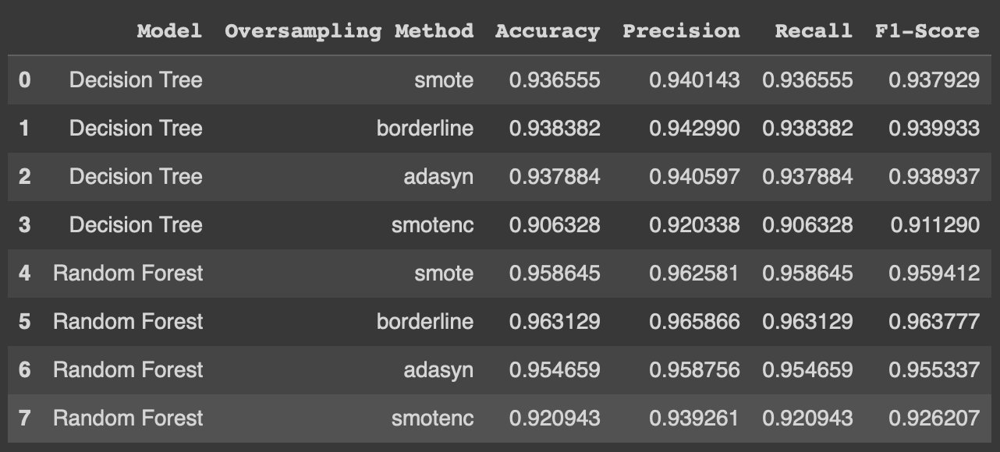 Model Oversampling Method Accuracy Precision Recall F1-Score
0 Decision Tree smote 0.936555 0.940143 0.936555 0.937929
1 Decision Tree borderline 0.938382 0.942990 0.938382 0.939933
2 Decision Tree adasyn 0.937884 0.940597 0.937884 0.938937
3 Decision Tree smotenc 0.906328 0.920338 0.906328 0.911290
4 Random Forest smote 0.958645 0.962581 0.958645 0.959412
5 Random Forest borderline 0.963129 0.965866 0.963129 0.963777
6 Random Forest adasyn 0.954659 0.958756 0.954659 0.955337
7 Random Forest smotenc 0.920943 0.939261 0.920943 0.926207